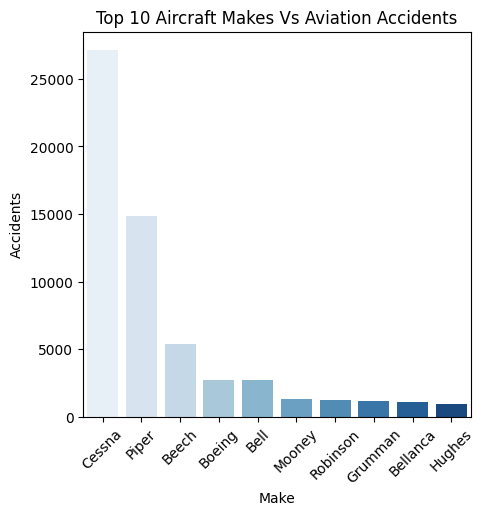 Top 10 Aircraft Makes Vs Aviation Accidents
Accidents
25000
20000
15000
10000
5000
0
Cessna
Piper
Beech
Boeing
Bell
Mooney
Robinson
Grumman
Bellanca
Hughes
Make